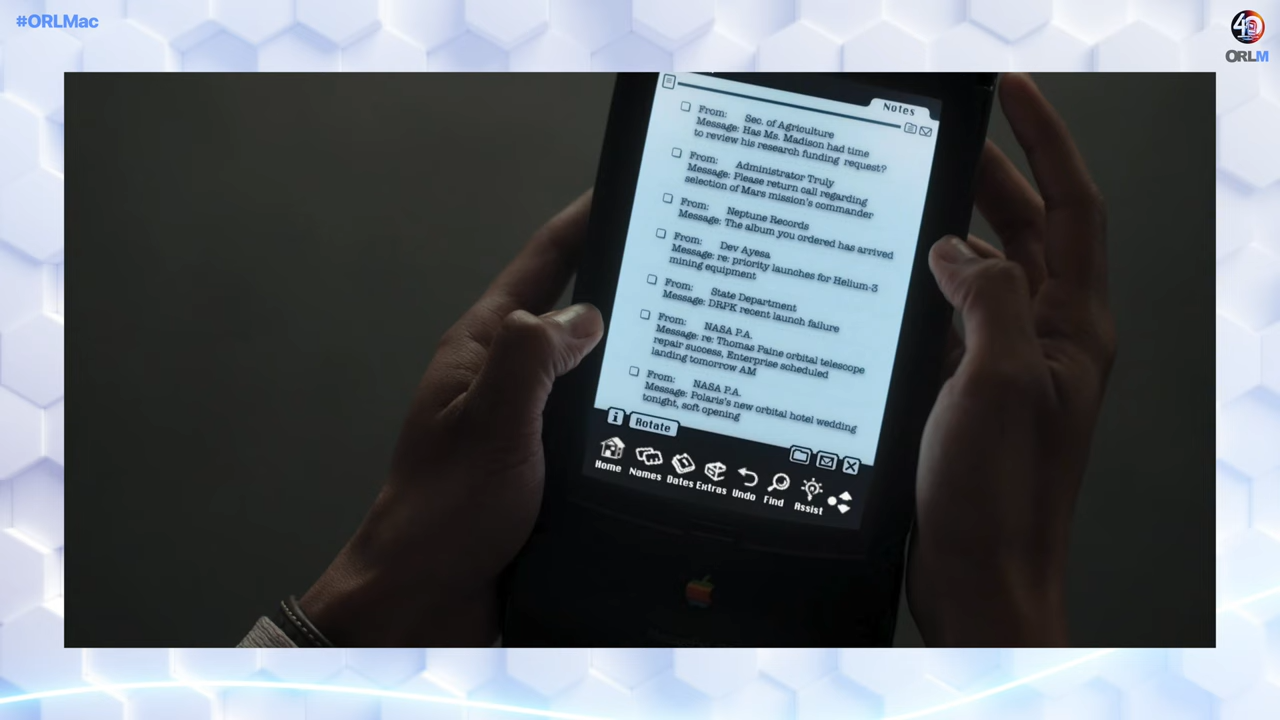 #ORLMac
40
ORLM
Notes
From: Sec. of Agriculture
Message: Has Ms. Madison had time
to review his research funding request?
From: Administrator Truly
Message: Please return call regarding
selection of Mars mission's commander
From: Neptune Records
Message: The album you ordered has arrived
From: Dev Ayesa
Message: re: priority launches for Helium-3
mining equipment
From: State Department
Message: DRPK recent launch failure
From: NASA P.A.
Message: re: Thomas Paine orbital telescope
repair success, Enterprise scheduled
landing tomorrow AM
From: NASA P.A.
Message: Polaris's new orbital hotel wedding
tonight, soft opening
i Rotate
Home Names Dates Extras Undo Find Assist